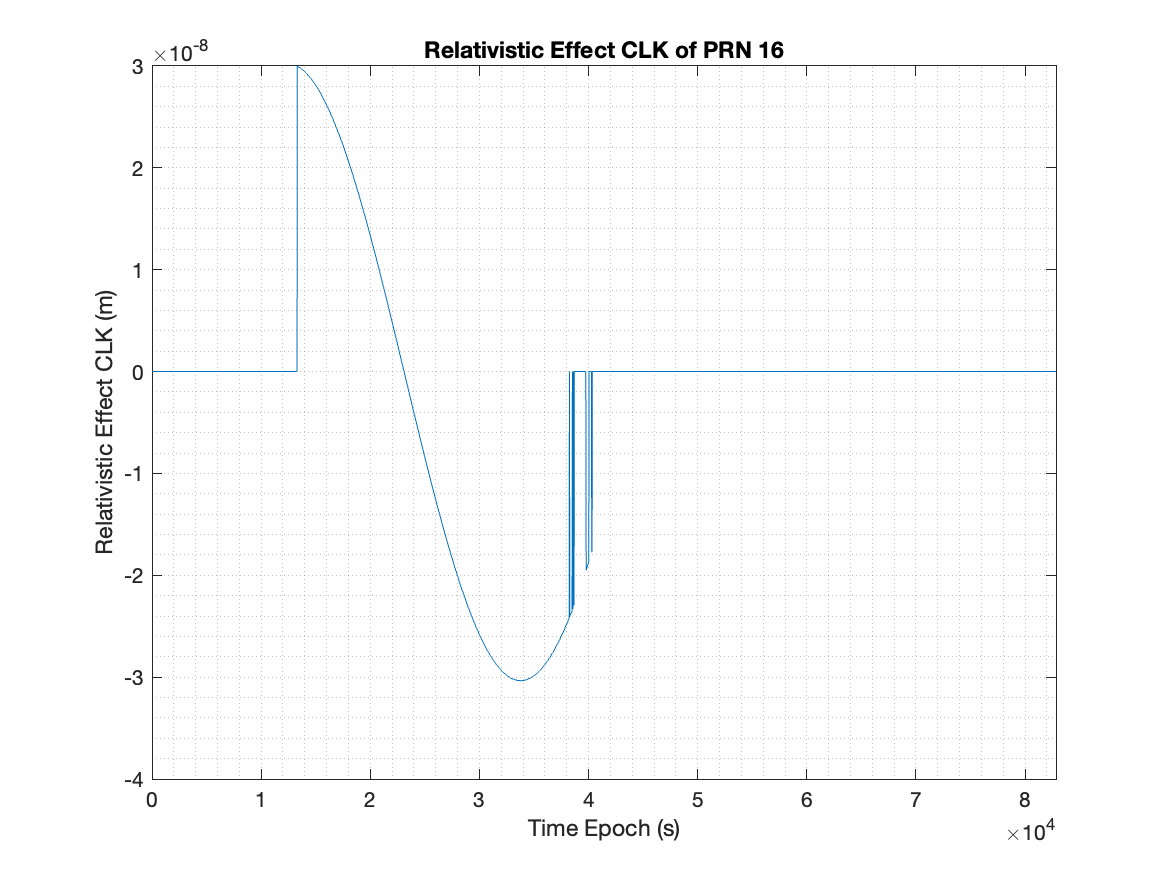 Relativistic Effect CLK of PRN 16
×10-8
3
2
1
0
-1
-2
-3
-4
Relativistic Effect CLK (m)
0 1 2 3 4 5 6 7 8
Time Epoch (s)
×104